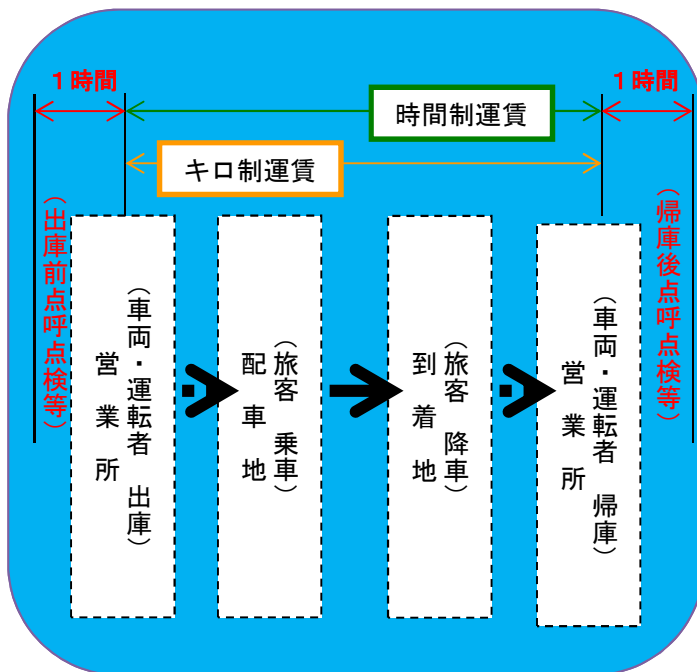 1時間
1時間
時間制運賃
キロ制運賃
（出庫前点呼点検等）
営業所
（車両・運転者　出庫）
配車地
（旅客　乗車）
到着地
（旅客　降車）
営業所
（車両・運転者　帰庫）
（帰庫後点呼点検等）